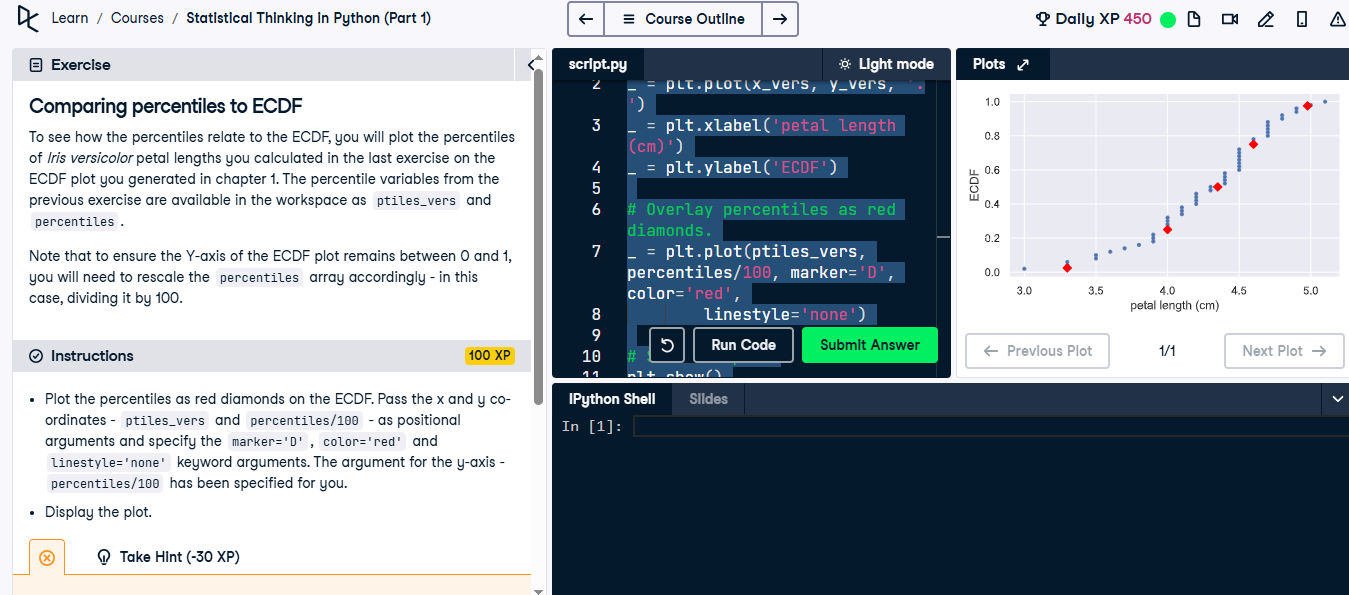 Learn / Courses / Statistical Thinking in Python (Part 1)
Course Outline
Daily XP 450
Exercise
Comparing percentiles to ECDF
To see how the percentiles relate to the ECDF, you will plot the percentiles
of Iris versicolor petal lengths you calculated in the last exercise on the
ECDF plot you generated in chapter 1. The percentile variables from the
previous exercise are available in the workspace as ptiles_vers and
percentiles .
Note that to ensure the Y-axis of the ECDF plot remains between 0 and 1,
you will need to rescale the percentiles array accordingly - in this
case, dividing it by 100.
Instructions
100 XP
• Plot the percentiles as red diamonds on the ECDF. Pass the x and y co-
ordinates - ptiles_vers and percentiles/100 - as positional
arguments and specify the marker='D' , color='red' and
linestyle='none' keyword arguments. The argument for the y-axis -
percentiles/100 has been specified for you.
• Display the plot.
Take Hint (-30 XP)
script.py
Light mode
2 _ = plt.plot(x_vers, y_vers, '.
')
3 _ = plt.xlabel('petal length
(cm)')
4 _ = plt.ylabel('ECDF')
5
6 # Overlay percentiles as red
diamonds.
7 _ = plt.plot(ptiles_vers,
percentiles/100, marker='D',
color='red',
8 linestyle='none')
9
10 #
11 plt.show()
Run Code
Submit Answer
Plots
1.0
0.8
0.6
0.4
0.2
0.0
ECDF
3.0 3.5 4.0 4.5 5.0
petal length (cm)
Previous Plot
1/1
Next Plot
IPython Shell
Slides
In [1]: